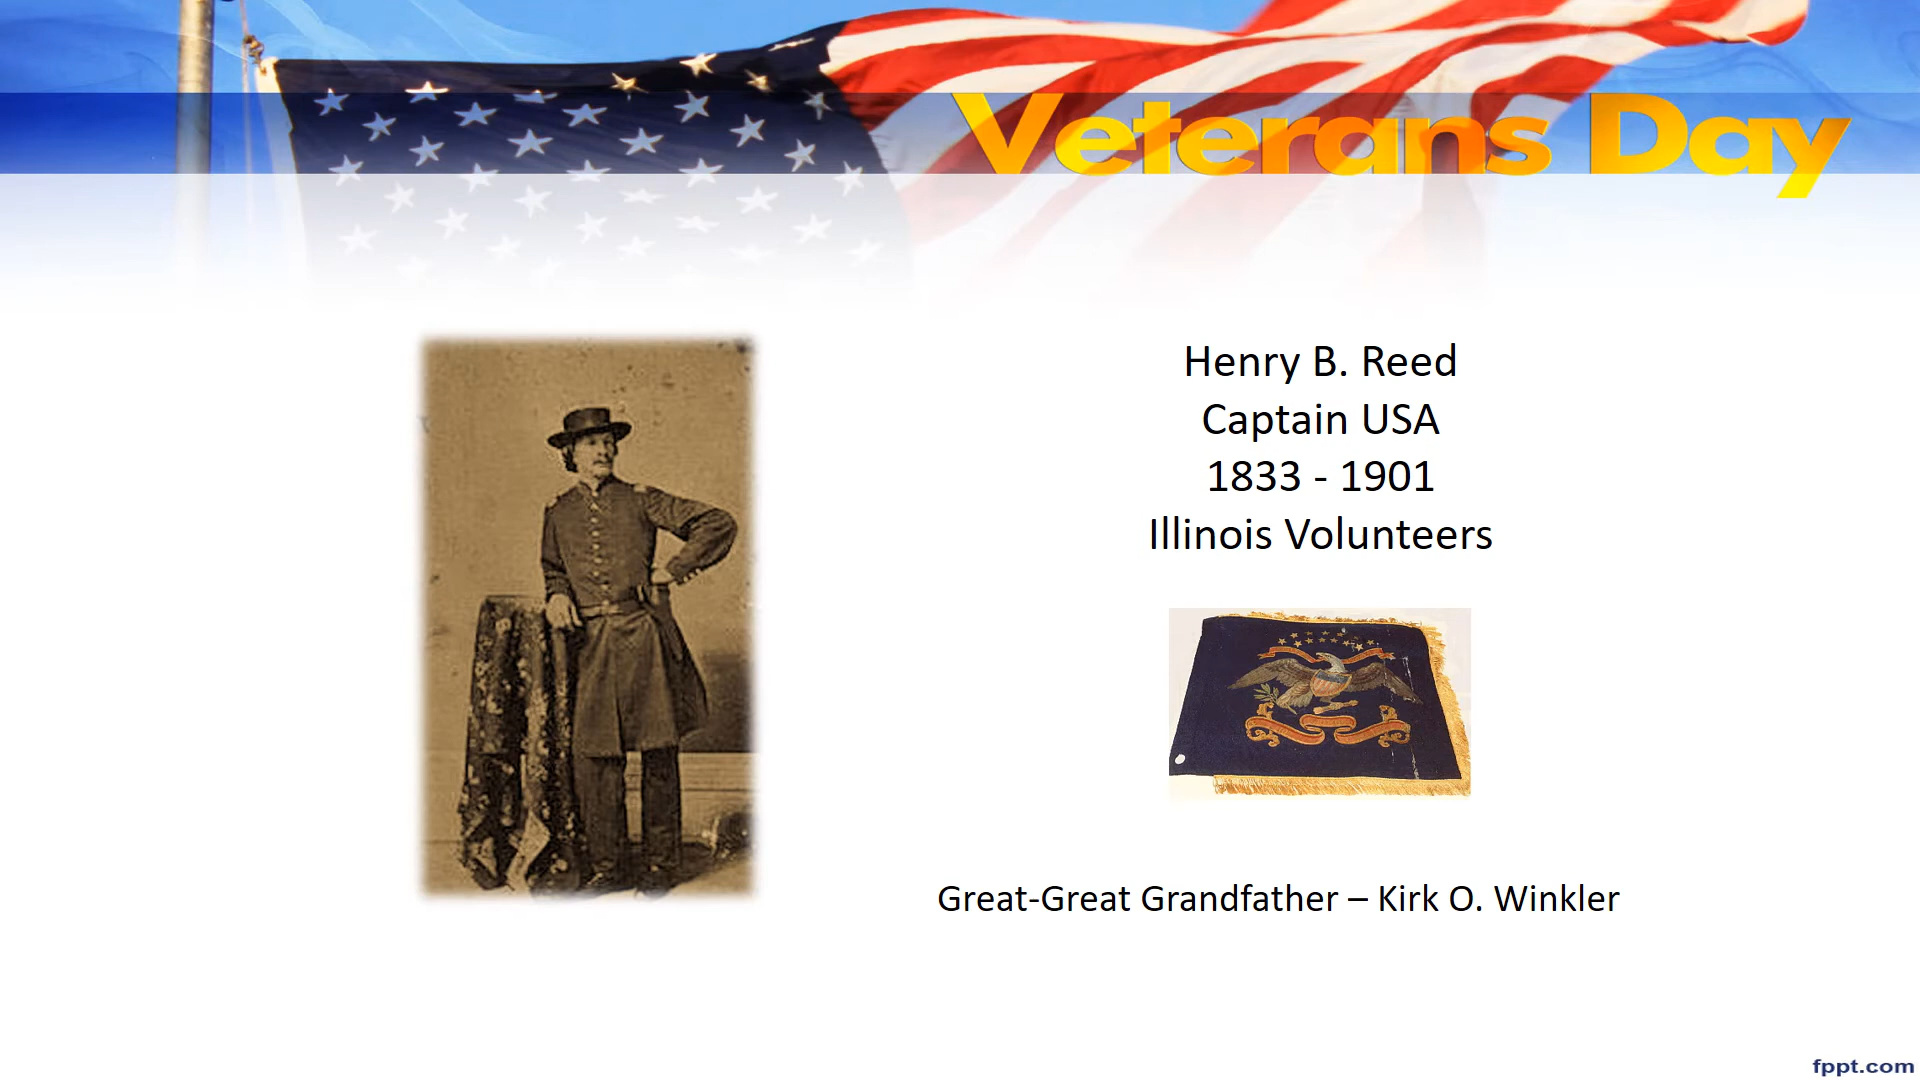 Veterans Day
Henry B. Reed
Captain USA
1833 - 1901
Illinois Volunteers
Great-Great Grandfather – Kirk O. Winkler
fppt.com